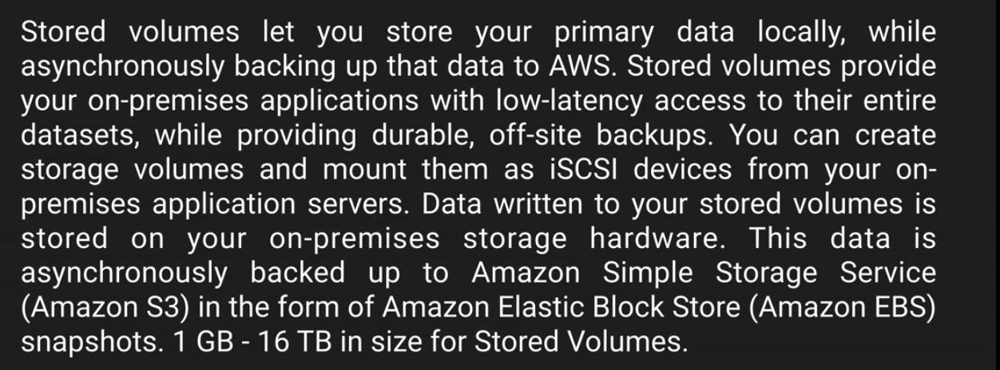 Stored volumes let you store your primary data locally, while
asynchronously backing up that data to AWS. Stored volumes provide
your on-premises applications with low-latency access to their entire
datasets, while providing durable, off-site backups. You can create
storage volumes and mount them as iSCSI devices from your on-
premises application servers. Data written to your stored volumes is
stored on your on-premises storage hardware. This data is
asynchronously backed up to Amazon Simple Storage Service
(Amazon S3) in the form of Amazon Elastic Block Store (Amazon EBS)
snapshots. 1 GB - 16 TB in size for Stored Volumes.